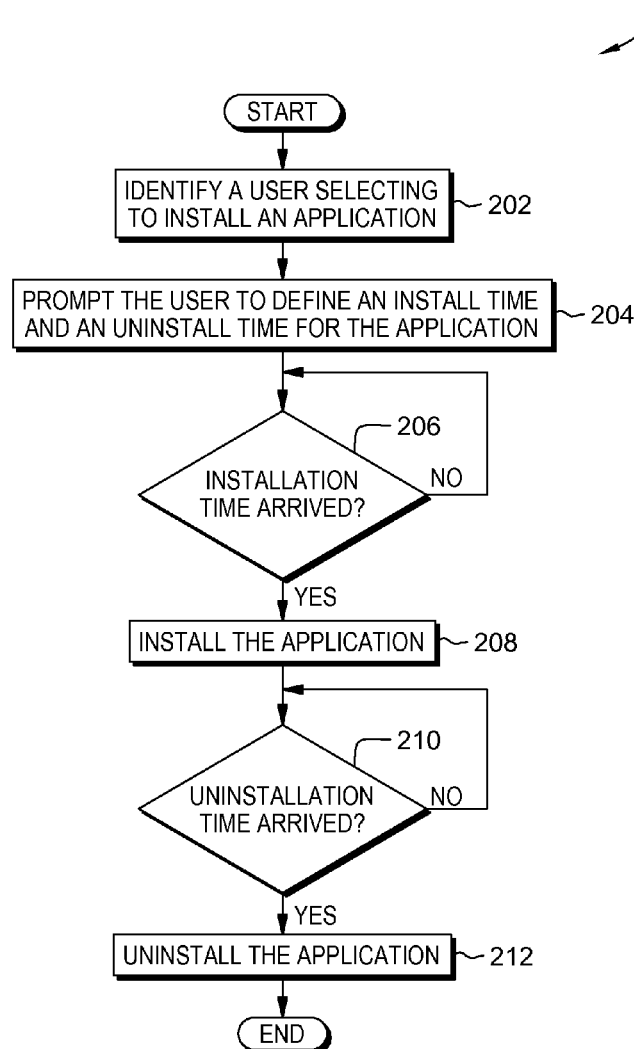 START
IDENTIFY A USER SELECTING
TO INSTALL AN APPLICATION
202
PROMPT THE USER TO DEFINE AN INSTALL TIME
AND AN UNINSTALL TIME FOR THE APPLICATION
204
206
INSTALLATION
TIME ARRIVED?
NO
YES
INSTALL THE APPLICATION
208
210
UNINSTALLATION
TIME ARRIVED?
NO
YES
UNINSTALL THE APPLICATION
212
END